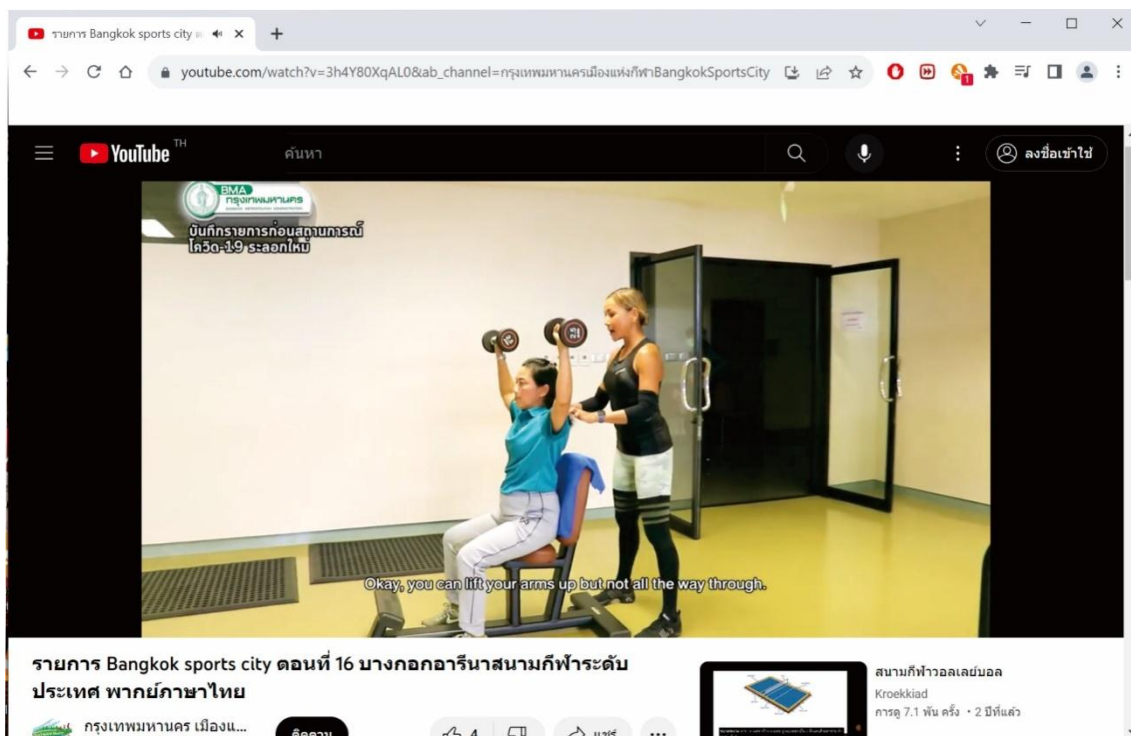 รายการ Bangkok sports city
youtube.com/watch?v=3h4Y80XqAL0&ab_channel=กรุงเทพมหานครเมืองแห่งกีฬาBangkokSportsCity
1
YouTube TH
ค้นหา
ลงชื่อเข้าใช้
BMA
กรุงเทพมหานคร
บันทึกรายการก่อนสถานการณ์
โควิด-19 ระลอกใหม่
Okay, you can lift your arms up but not all the way through.
รายการ Bangkok sports city ตอนที่ 16 บางกอกอารีนาสนามกีฬาระดับ
ประเทศ พากย์ภาษาไทย
กรุงเทพมหานคร เมืองแ...
ติดตาม
4
แชร์
สนามกีฬาวอลเลย์บอล
Kroekkiad
การดู 7.1 พัน ครั้ง • 2 ปีที่แล้ว